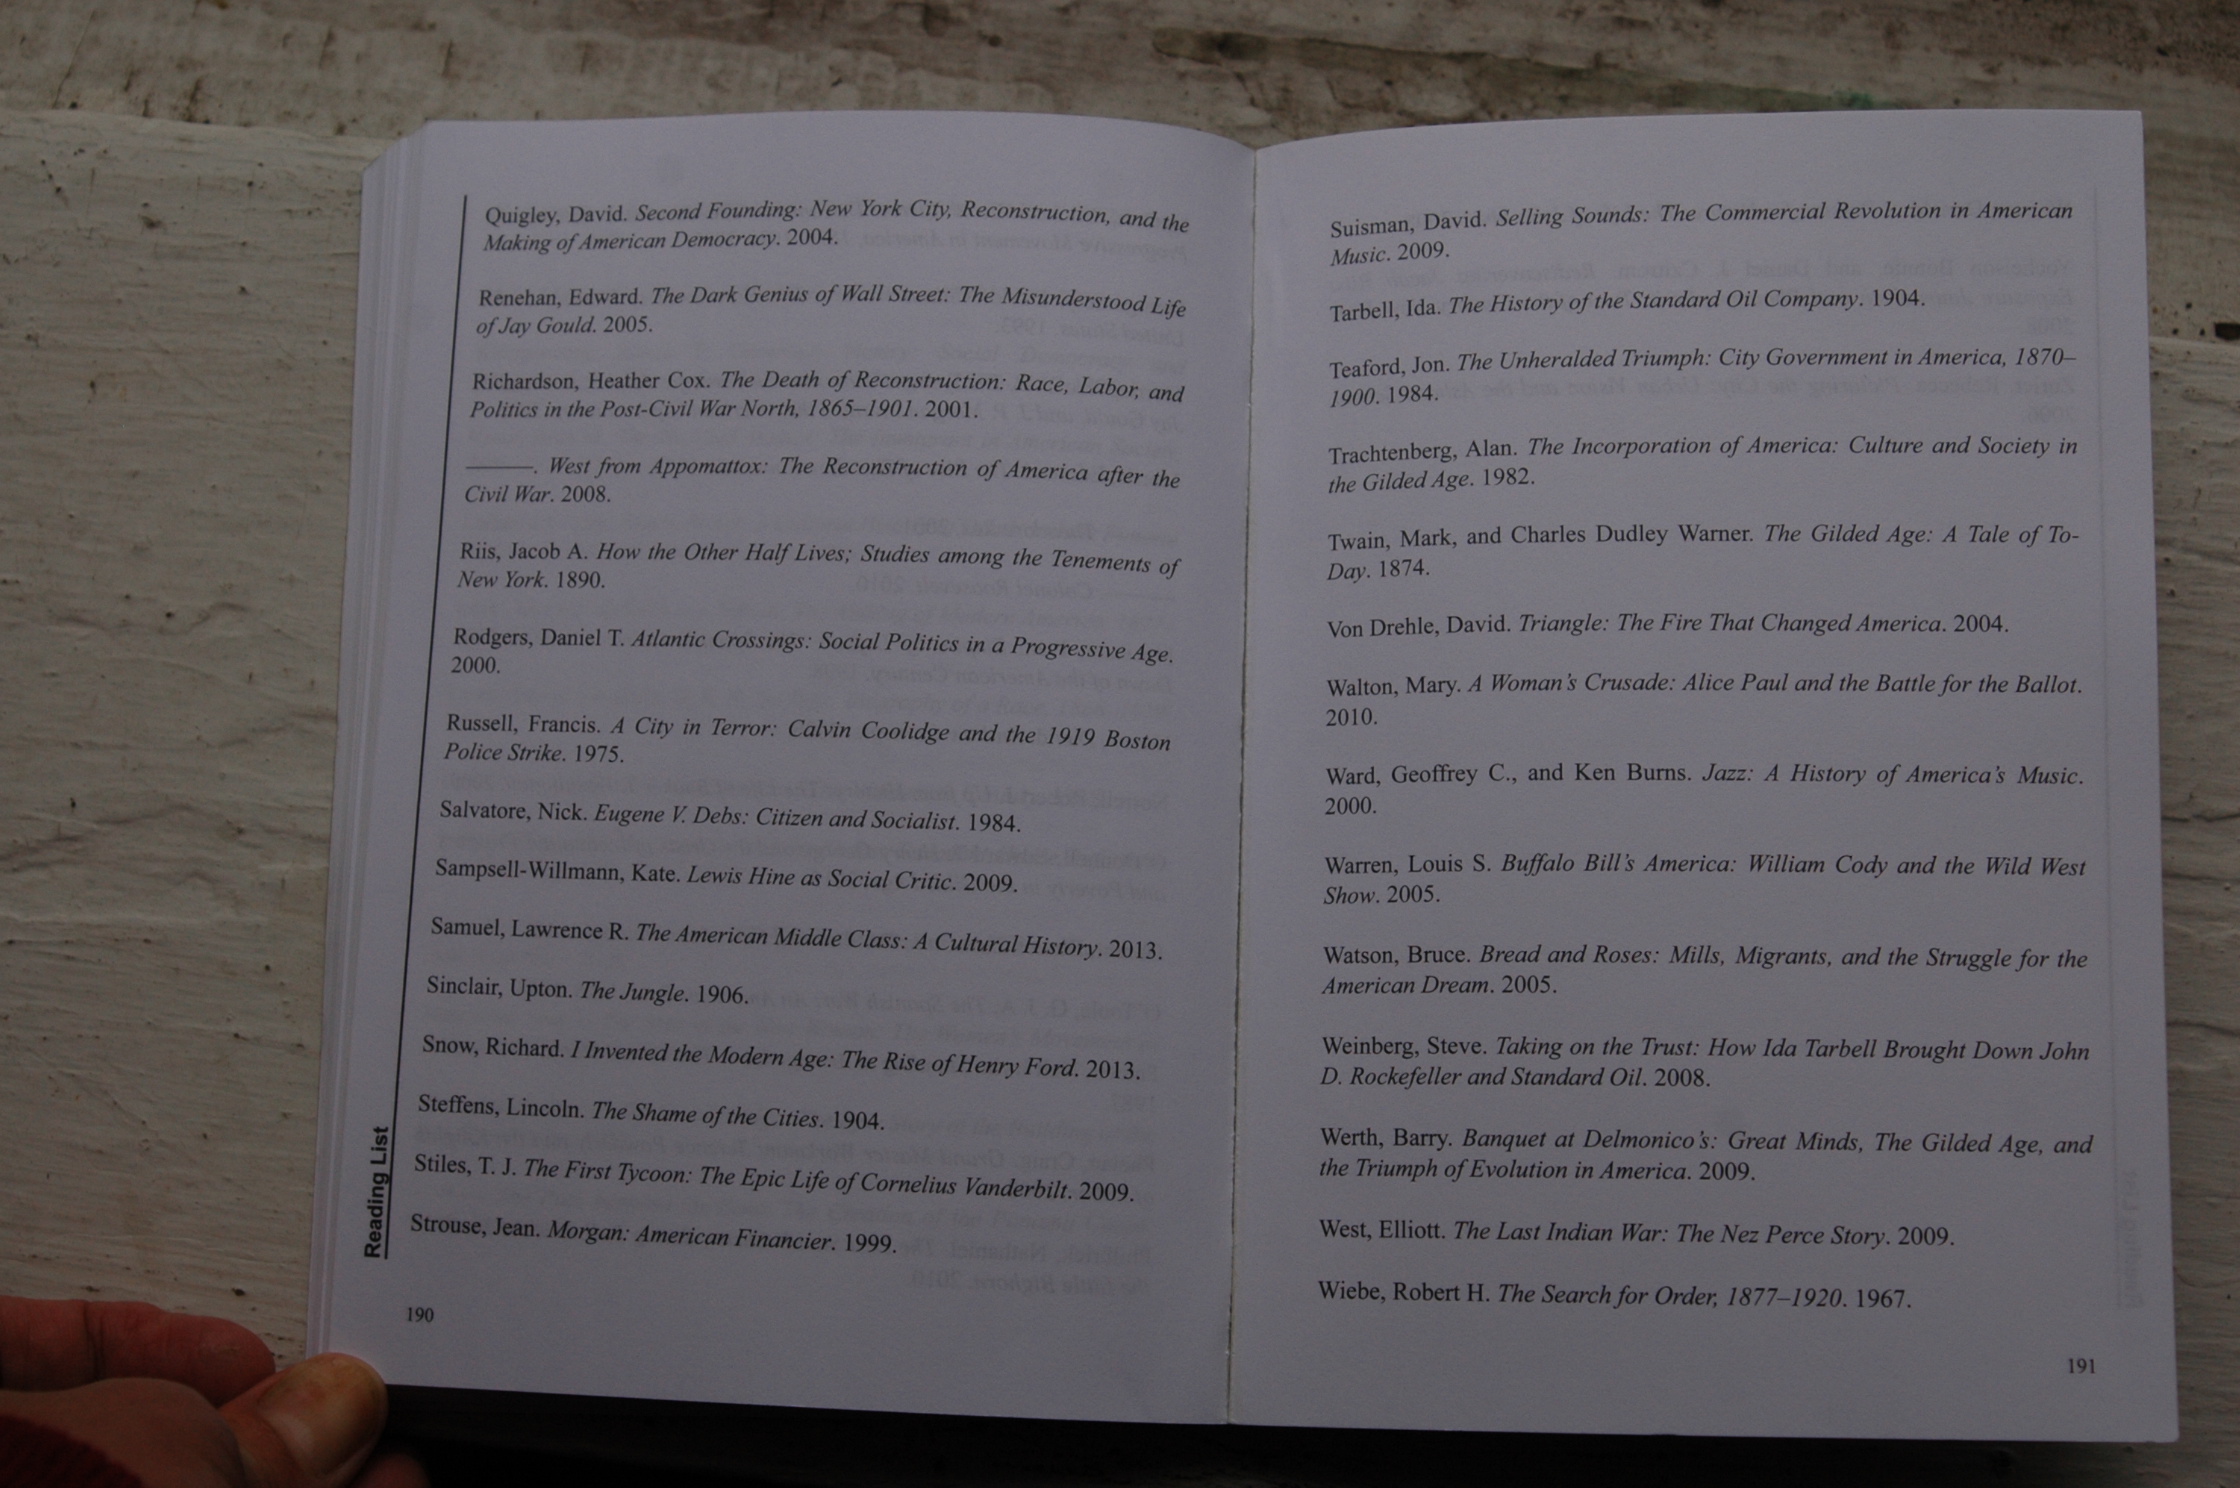 Quigley, David. Second Founding: New York City, Reconstruction, and the
Making of American Democracy. 2004.
Renehan, Edward. The Dark Genius of Wall Street: The Misunderstood Life
of Jay Gould. 2005.
Richardson, Heather Cox. The Death of Reconstruction: Race, Labor, and
Politics in the Post-Civil War North, 1865–1901. 2001.
———. West from Appomattox: The Reconstruction of America after the
Civil War. 2008.
Riis, Jacob A. How the Other Half Lives; Studies among the Tenements of
New York. 1890.
Rodgers, Daniel T. Atlantic Crossings: Social Politics in a Progressive Age.
2000.
Russell, Francis. A City in Terror: Calvin Coolidge and the 1919 Boston
Police Strike. 1975.
Salvatore, Nick. Eugene V. Debs: Citizen and Socialist. 1984.
Sampsell-Willmann, Kate. Lewis Hine as Social Critic. 2009.
Samuel, Lawrence R. The American Middle Class: A Cultural History. 2013.
Sinclair, Upton. The Jungle. 1906.
Snow, Richard. I Invented the Modern Age: The Rise of Henry Ford. 2013.
Steffens, Lincoln. The Shame of the Cities. 1904.
Stiles, T. J. The First Tycoon: The Epic Life of Cornelius Vanderbilt. 2009.
Strouse, Jean. Morgan: American Financier. 1999.
Reading List
190
Suisman, David. Selling Sounds: The Commercial Revolution in American
Music. 2009.
Tarbell, Ida. The History of the Standard Oil Company. 1904.
Teaford, Jon. The Unheralded Triumph: City Government in America, 1870–
1900. 1984.
Trachtenberg, Alan. The Incorporation of America: Culture and Society in
the Gilded Age. 1982.
Twain, Mark, and Charles Dudley Warner. The Gilded Age: A Tale of To-
Day. 1874.
Von Drehle, David. Triangle: The Fire That Changed America. 2004.
Walton, Mary. A Woman's Crusade: Alice Paul and the Battle for the Ballot.
2010.
Ward, Geoffrey C., and Ken Burns. Jazz: A History of America's Music.
2000.
Warren, Louis S. Buffalo Bill's America: William Cody and the Wild West
Show. 2005.
Watson, Bruce. Bread and Roses: Mills, Migrants, and the Struggle for the
American Dream. 2005.
Weinberg, Steve. Taking on the Trust: How Ida Tarbell Brought Down John
D. Rockefeller and Standard Oil. 2008.
Werth, Barry. Banquet at Delmonico's: Great Minds, The Gilded Age, and
the Triumph of Evolution in America. 2009.
West, Elliott. The Last Indian War: The Nez Perce Story. 2009.
Wiebe, Robert H. The Search for Order, 1877–1920. 1967.
191